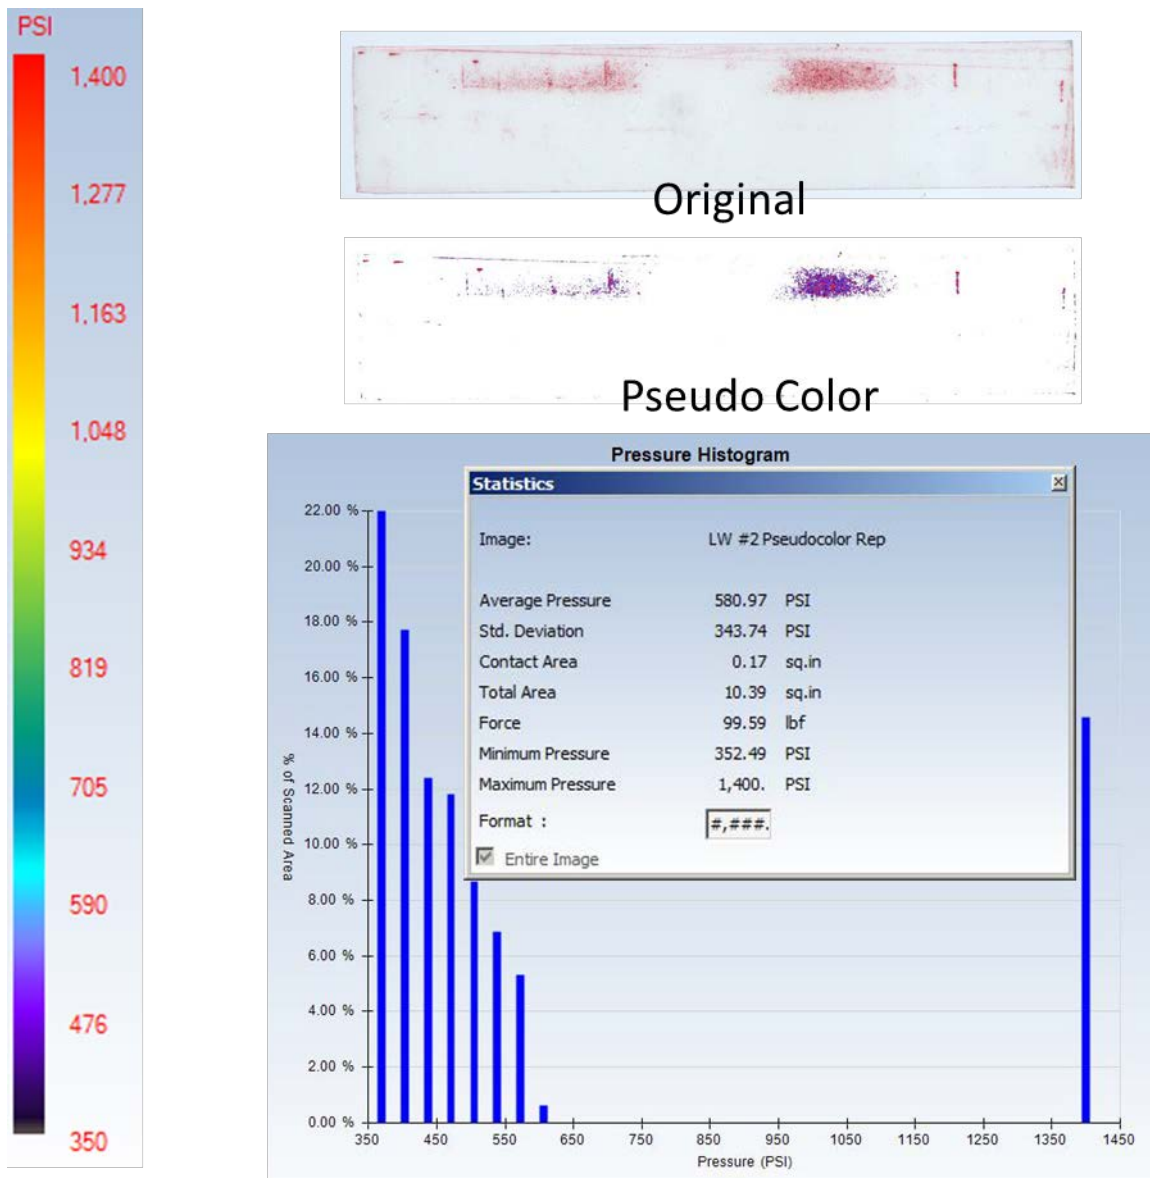 PSI
1,400
1,277
1,163
1,048
934
819
705
590
476
350
Original
Pseudo Color
Pressure Histogram
Statistics
Image: LW #2 Pseudocolor Rep
Average Pressure 580.97 PSI
Std. Deviation 343.74 PSI
Contact Area 0.17 sq.in
Total Area 10.39 sq.in
Force 99.59 lbf
Minimum Pressure 352.49 PSI
Maximum Pressure 1,400. PSI
Format : #,###.
Entire Image
% of Scanned Area
22.00 %
20.00 %
18.00 %
16.00 %
14.00 %
12.00 %
10.00 %
8.00 %
6.00 %
4.00 %
2.00 %
0.00 %
350 450 550 650 750 850 950 1050 1150 1250 1350 1450
Pressure (PSI)